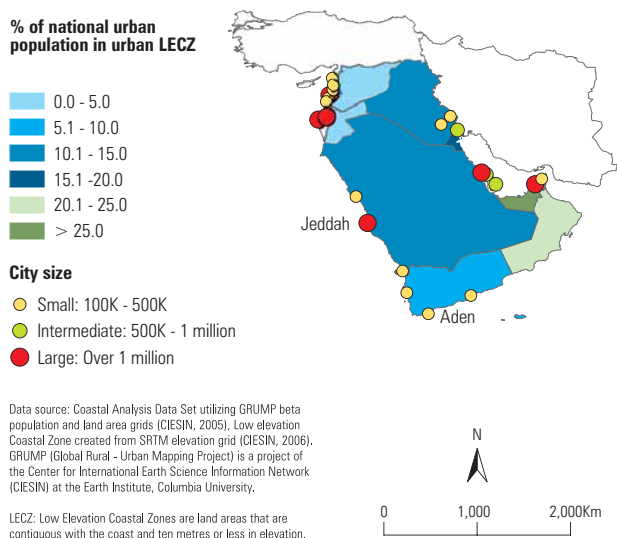 % of national urban
population in urban LECZ
0.0 - 5.0
5.1 - 10.0
10.1 - 15.0
15.1 -20.0
20.1 - 25.0
> 25.0
City size
Small: 100K - 500K
Intermediate: 500K - 1 million
Large: Over 1 million
Jeddah
Aden
Data source: Coastal Analysis Data Set utilizing GRUMP beta
population and land area grids (CIESIN, 2005), Low elevation
Coastal Zone created from SRTM elevation grid (CIESIN, 2006).
GRUMP (Global Rural - Urban Mapping Project) is a project of
the Center for International Earth Science Information Network
(CIESIN) at the Earth Institute, Columbia University.
LECZ: Low Elevation Coastal Zones are land areas that are
contiguous with the coast and ten metres or less in elevation.
N
0 1,000 2,000Km